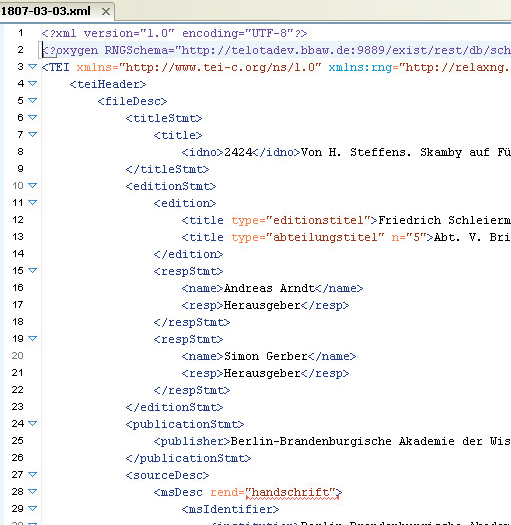 1807-03-03.xml
1 <?xml version="1.0" encoding="UTF-8"?>
2 <?oxygen RNGSchema="http://telotadev.bbaw.de:9889/exist/rest/db/sch
3 <TEI xmlns="http://www.tei-c.org/ns/1.0" xmlns:rng="http://relaxng.
4 <teiHeader>
5 <fileDesc>
6 <titleStmt>
7 <title>
8 <idno>2424</idno>Von H. Steffens. Skamby auf Fü
9 </titleStmt>
10 <editionStmt>
11 <edition>
12 <title type="editionstitel">Friedrich Schleierm
13 <title type="abteilungstitel" n="5">Abt. V. Bri
14 </edition>
15 <respStmt>
16 <name>Andreas Arndt</name>
17 <resp>Herausgeber</resp>
18 </respStmt>
19 <respStmt>
20 <name>Simon Gerber</name>
21 <resp>Herausgeber</resp>
22 </respStmt>
23 </editionStmt>
24 <publicationStmt>
25 <publisher>Berlin-Brandenburgische Akademie der Wis
26 </publicationStmt>
27 <sourceDesc>
28 <msDesc rend="handschrift">
29 <msIdentifier>